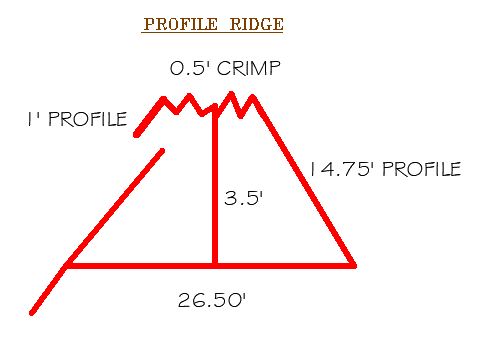 PROFILE RIDGE
0.5' CRIMP
1' PROFILE
14.75' PROFILE
3.5'
26.50'